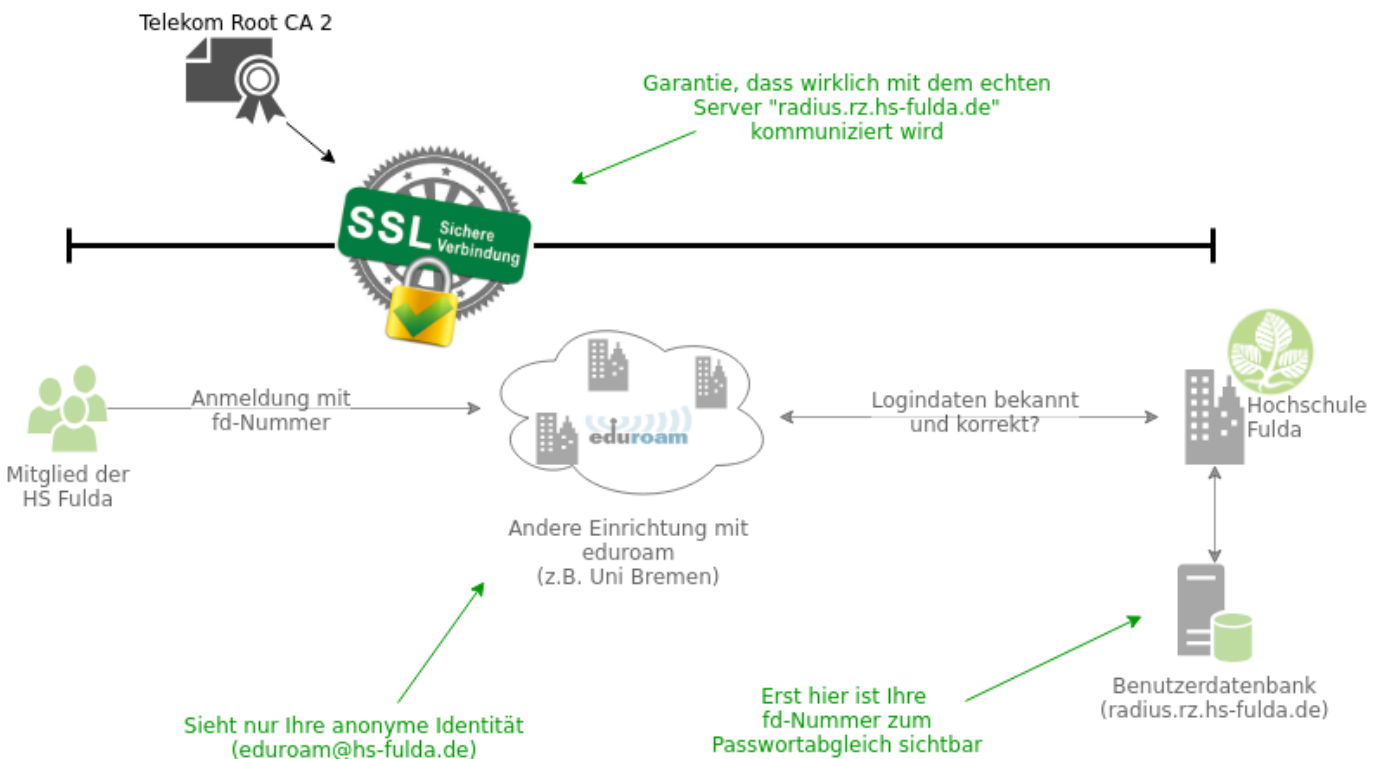 Telekom Root CA 2
Garantie, dass wirklich mit dem echten
Server "radius.rz.hs-fulda.de"
kommuniziert wird
SSL Sichere
Verbindung
Anmeldung mit
fd-Nummer
eduroam
Logindaten bekannt
und korrekt?
Hochschule
Fulda
Mitglied der
HS Fulda
Andere Einrichtung mit
eduroam
(z.B. Uni Bremen)
Benutzerdatenbank
(radius.rz.hs-fulda.de)
Sieht nur Ihre anonyme Identität
(eduroam@hs-fulda.de)
Erst hier ist Ihre
fd-Nummer zum
Passwortabgleich sichtbar